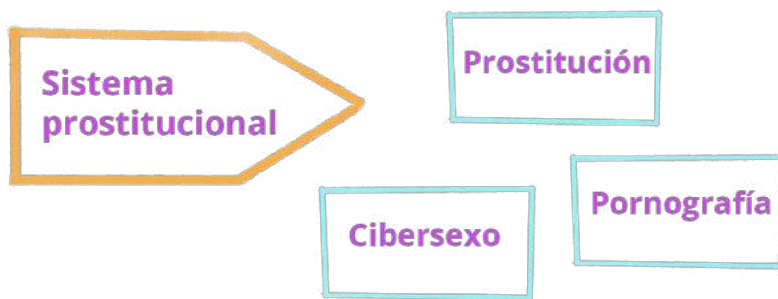 Sistema
prostitucional
Prostitución
Pornografía
Cibersexo